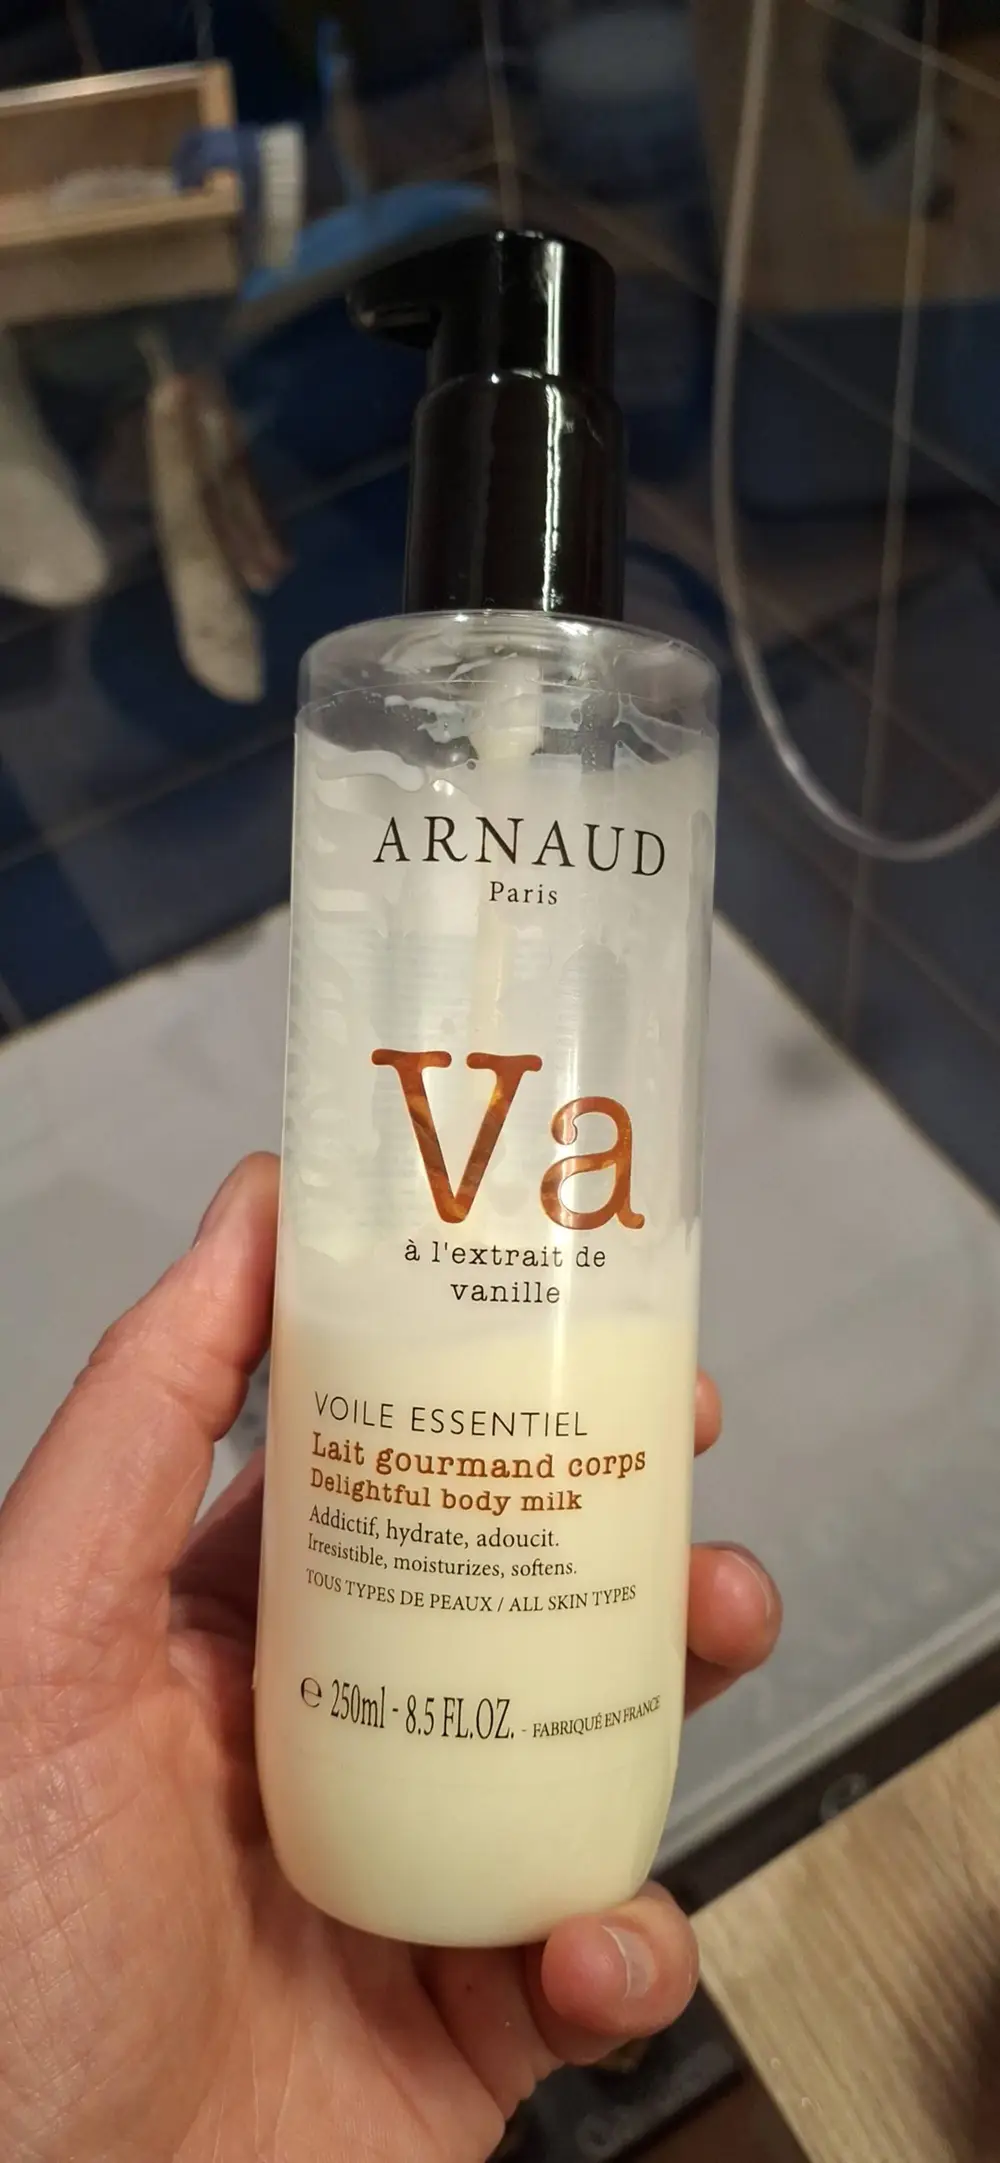 ARNAUD
Paris
Va
à l'extrait de
vanille
VOILE ESSENTIEL
Lait gourmand corps
Delightful body milk
Addictif, hydrate, adoucit.
Irresistible, moisturizes, softens.
TOUS TYPES DE PEAUX / ALL SKIN TYPES
℮ 250ml - 8.5 FL.OZ. - FABRIQUÉ EN FRANCE